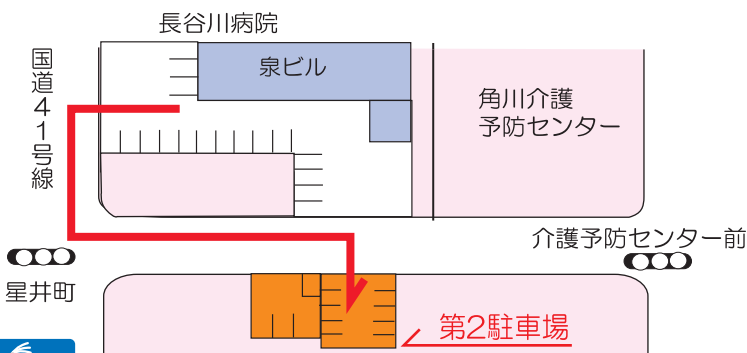 長谷川病院
国道41号線
泉ビル
角川介護
予防センター
介護予防センター前
星井町
第2駐車場